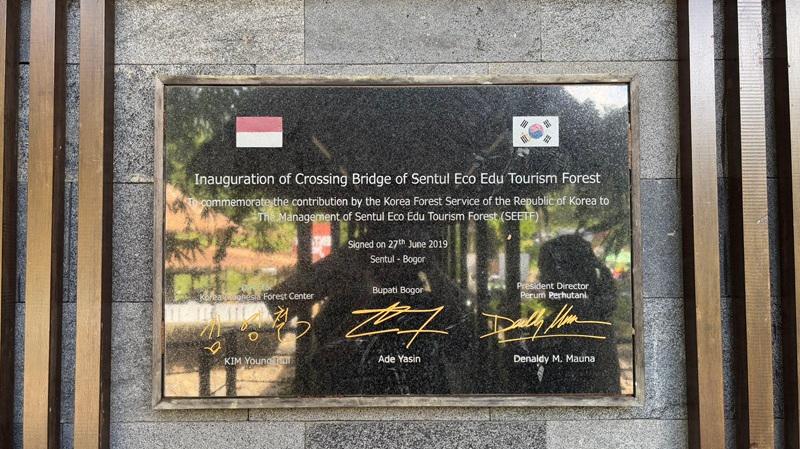 Inauguration of Crossing Bridge of Sentul Eco Edu Tourism Forest
To commemorate the contribution by the Korea Forest Service of the Republic of Korea to
The Management of Sentul Eco Edu Tourism Forest (SEETF)
Signed on 27th June 2019
Sentul - Bogor
Korea Indonesia Forest Center
Bupati Bogor
President Director
Perum Perhutani
김영철
KIM Young
Ade Yasin
Denaldy M. Mauna